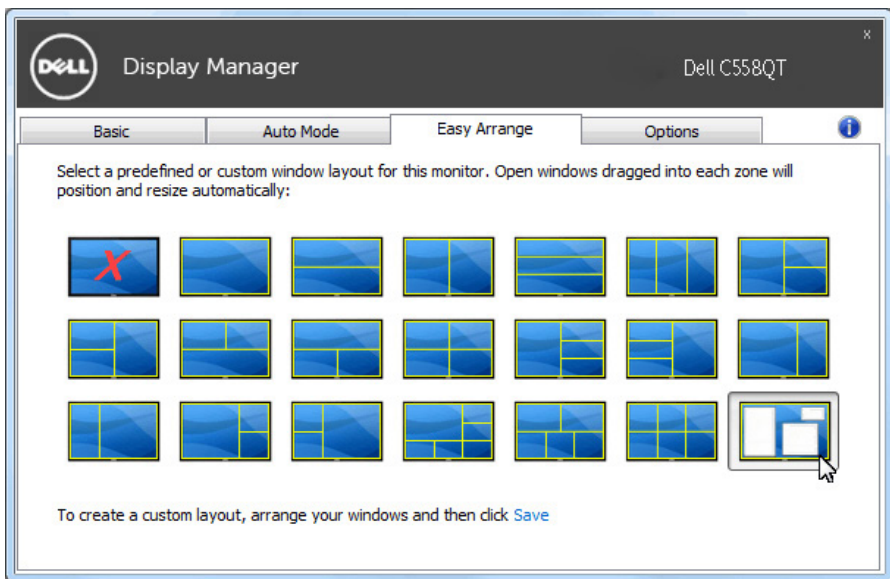 x
DELL
Display Manager
Dell C558QT
Basic
Auto Mode
Easy Arrange
Options
i
Select a predefined or custom window layout for this monitor. Open windows dragged into each zone will
position and resize automatically:
X
To create a custom layout, arrange your windows and then click Save